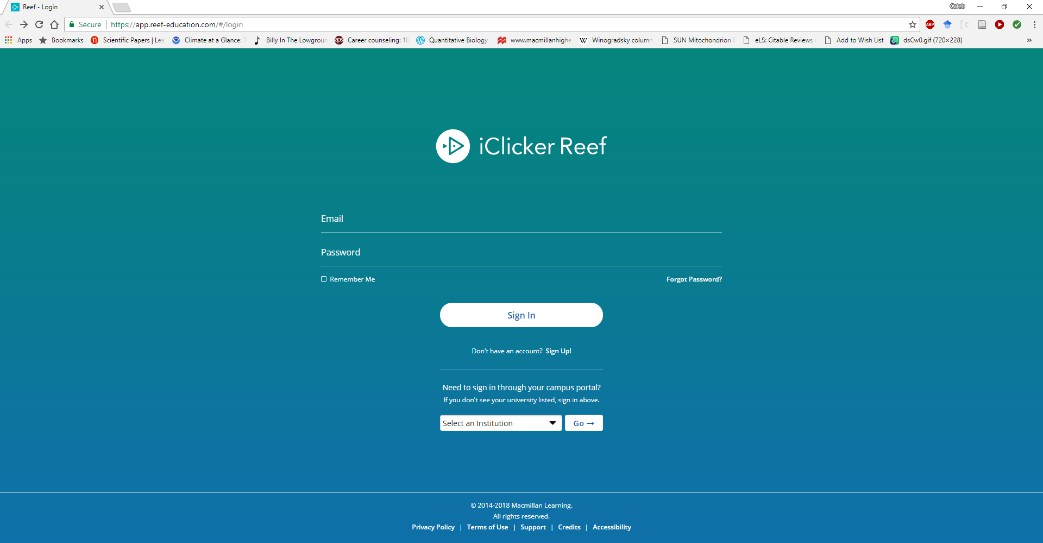 Reef - Login
Secure | https://app.reef-education.com/#/login
Apps Bookmarks Scientific Papers | Lea Climate at a Glance: Billy In The Lowgroun Career counseling: 1 Quantitative Biology www.macmillanhigh Winogradsky colum SUN Mitochondrion eLS: Citable Reviews Add to Wish List dsOw0.gif (720×228) »
iClicker Reef
Email
Password
Remember Me Forgot Password?
Sign In
Don't have an account? Sign Up!
Need to sign in through your campus portal?
If you don't see your university listed, sign in above.
Select an Institution Go →
© 2014-2018 Macmillan Learning.
All rights reserved.
Privacy Policy | Terms of Use | Support | Credits | Accessibility